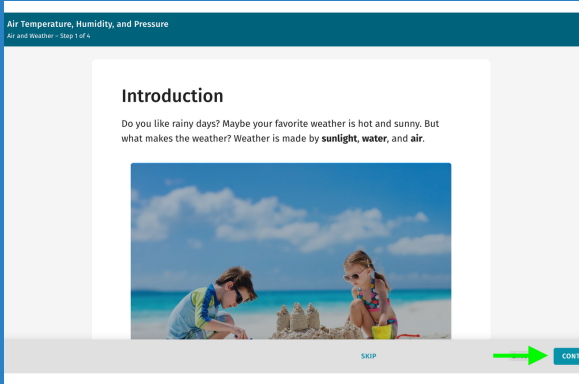 Air Temperature, Humidity, and Pressure
Air and Weather – Step 1 of 4
Introduction
Do you like rainy days? Maybe your favorite weather is hot and sunny. But
what makes the weather? Weather is made by sunlight, water, and air.
SKIP
CONT